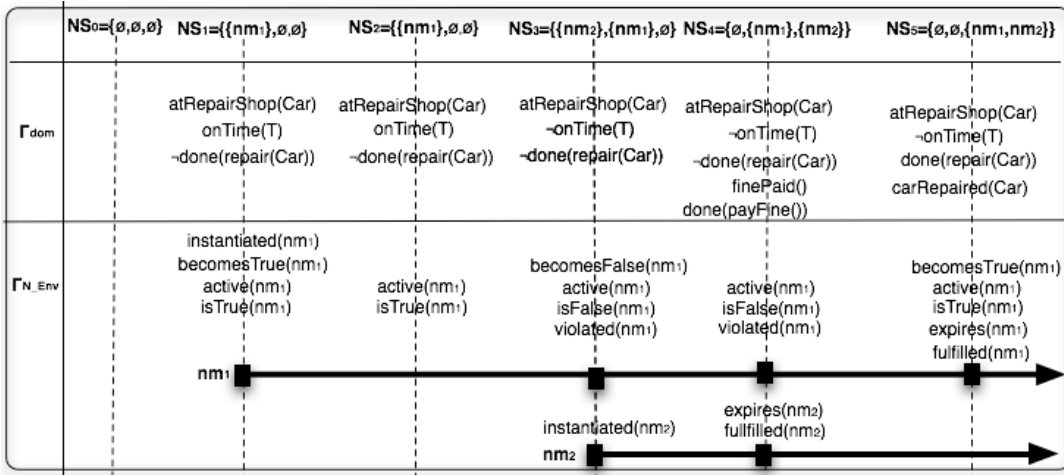 NS₀={ø,ø,ø} NS₁={{nm₁},ø,ø} NS₂={{nm₁},ø,ø} NS₃={{nm₂},{nm₁},ø} NS₄={ø,{nm₁},{nm₂}} NS₅={ø,ø,{nm₁,nm₂}}
Γdom
atRepairShop(Car)
onTime(T)
¬done(repair(Car))
atRepairShop(Car)
onTime(T)
¬done(repair(Car))
atRepairShop(Car)
¬onTime(T)
¬done(repair(Car))
atRepairShop(Car)
¬onTime(T)
¬done(repair(Car))
finePaid()
done(payFine())
atRepairShop(Car)
¬onTime(T)
done(repair(Car))
carRepaired(Car)
ΓN_Env
instantiated(nm₁)
becomesTrue(nm₁)
active(nm₁)
isTrue(nm₁)
active(nm₁)
isTrue(nm₁)
becomesFalse(nm₁)
active(nm₁)
isFalse(nm₁)
violated(nm₁)
active(nm₁)
isFalse(nm₁)
violated(nm₁)
becomesTrue(nm₁)
active(nm₁)
isTrue(nm₁)
expires(nm₁)
fulfilled(nm₁)
nm₁
instantiated(nm₂)
expires(nm₂)
fullfilled(nm₂)
nm₂